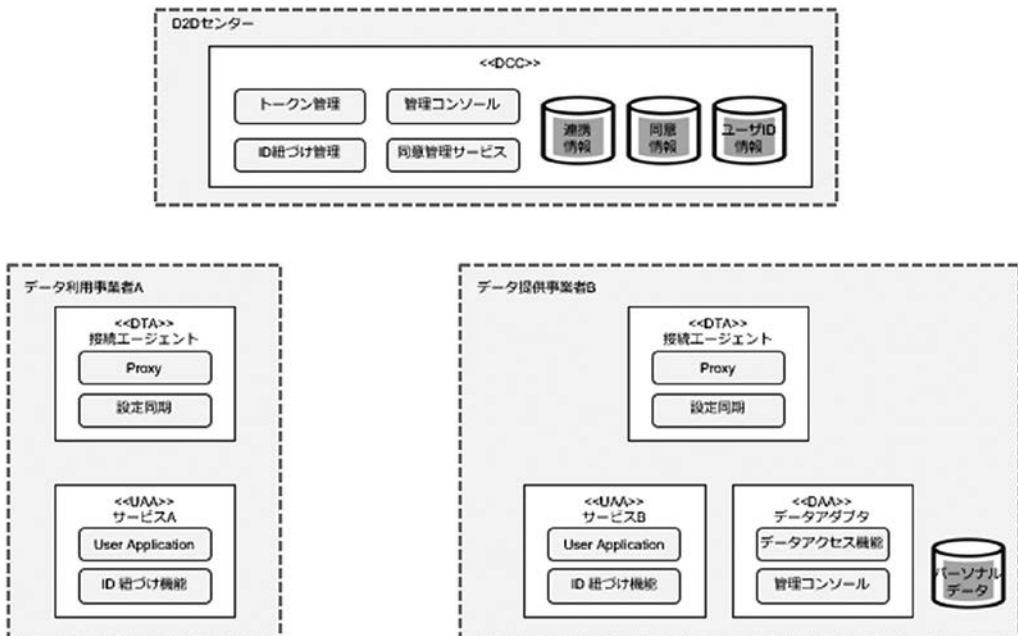 D2Dセンター
<<DCC>>
トークン管理
管理コンソール
ID紐づけ管理
同意管理サービス
連携
情報
同意
情報
ユーザID
情報
データ利用事業者A
<<DTA>>
接続エージェント
Proxy
設定同期
<<UAA>>
サービスA
User Application
ID 紐づけ機能
データ提供事業者B
<<DTA>>
接続エージェント
Proxy
設定同期
<<UAA>>
サービスB
User Application
ID 紐づけ機能
<<DAA>>
データアダプタ
データアクセス機能
管理コンソール
パーソナル
データ